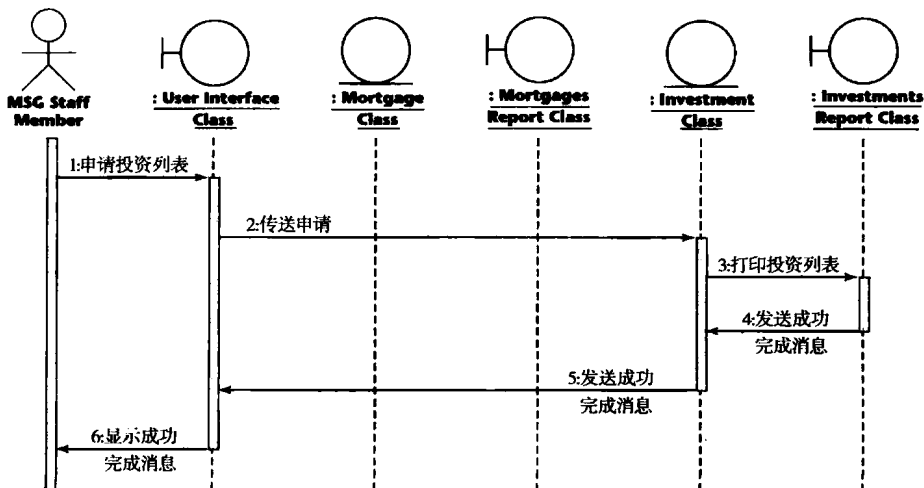 MSG Staff
Member
: User Interface
Class
: Mortgage
Class
: Mortgages
Report Class
: Investment
Class
: Investments
Report Class
1:申请投资列表
2:传送申请
3:打印投资列表
4:发送成功
完成消息
5:发送成功
完成消息
6:显示成功
完成消息